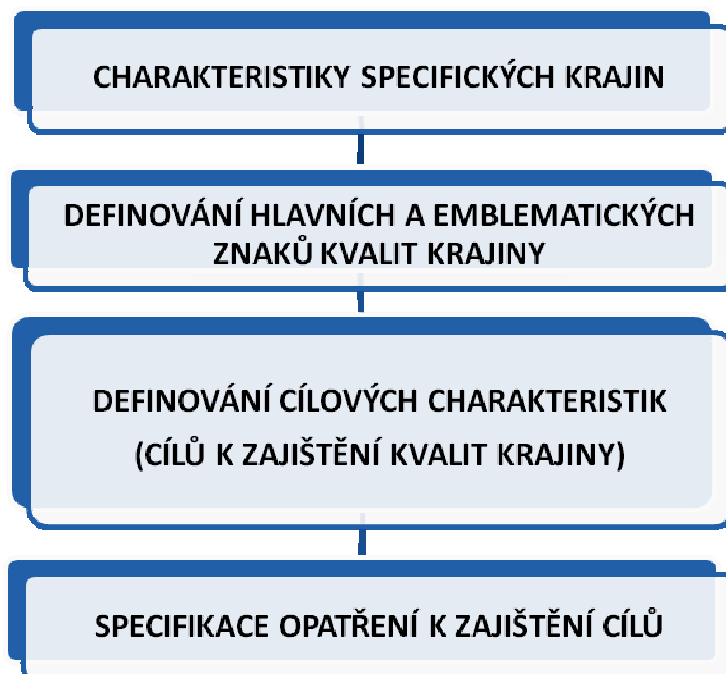 CHARAKTERISTIKY SPECIFICKÝCH KRAJIN
DEFINOVÁNÍ HLAVNÍCH A EMBLEMATICKÝCH
ZNAKŮ KVALIT KRAJINY
DEFINOVÁNÍ CÍLOVÝCH CHARAKTERISTIK
(CÍLŮ K ZAJIŠTĚNÍ KVALIT KRAJINY)
SPECIFIKACE OPATŘENÍ K ZAJIŠTĚNÍ CÍLŮ